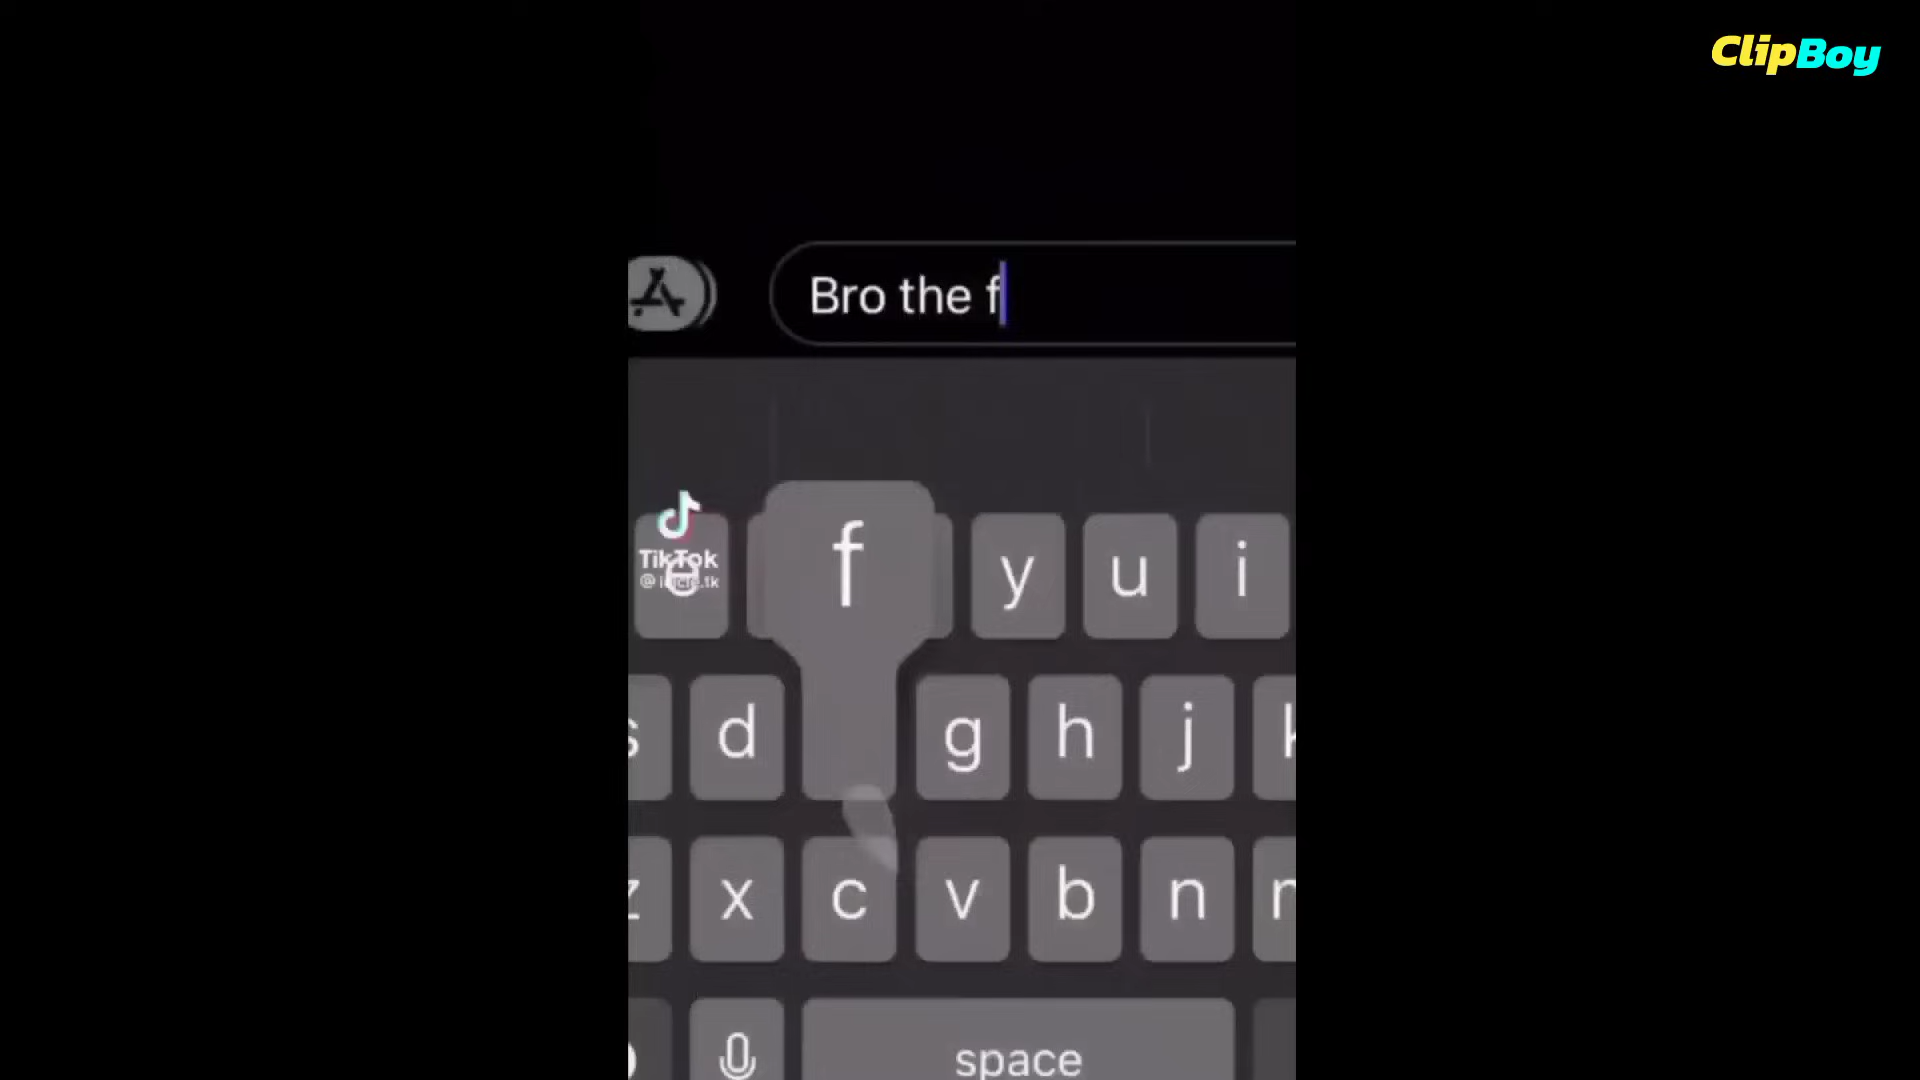 ClipBoy
Bro the f
TikTok
f
e y u i
d g h j
x c v b n
space